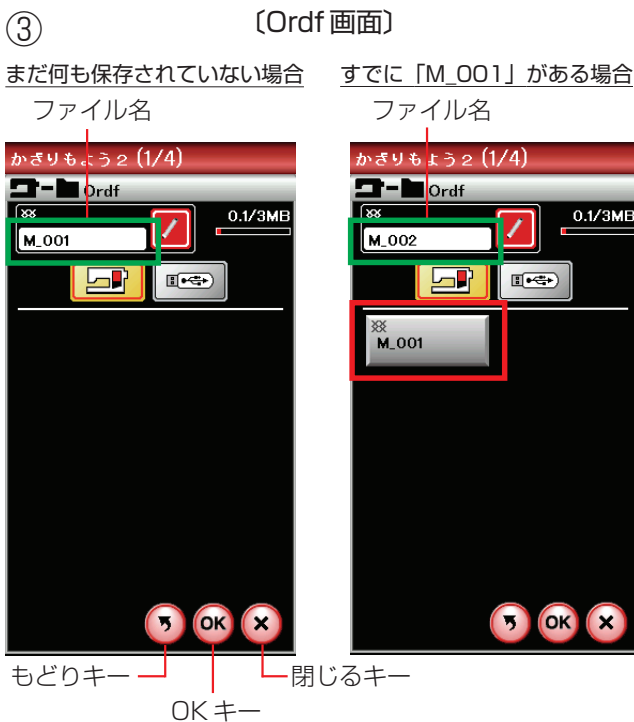 ③
〔Ordf 画面〕
まだ何も保存されていない場合
ファイル名
かざりもよう2 (1/4)
Ordf
M_001
0.1/3MB
もどりキー
OK
OK キー
閉じるキー
すでに「M_001」がある場合
ファイル名
かざりもよう2 (1/4)
Ordf
M_002
0.1/3MB
M_001
OK